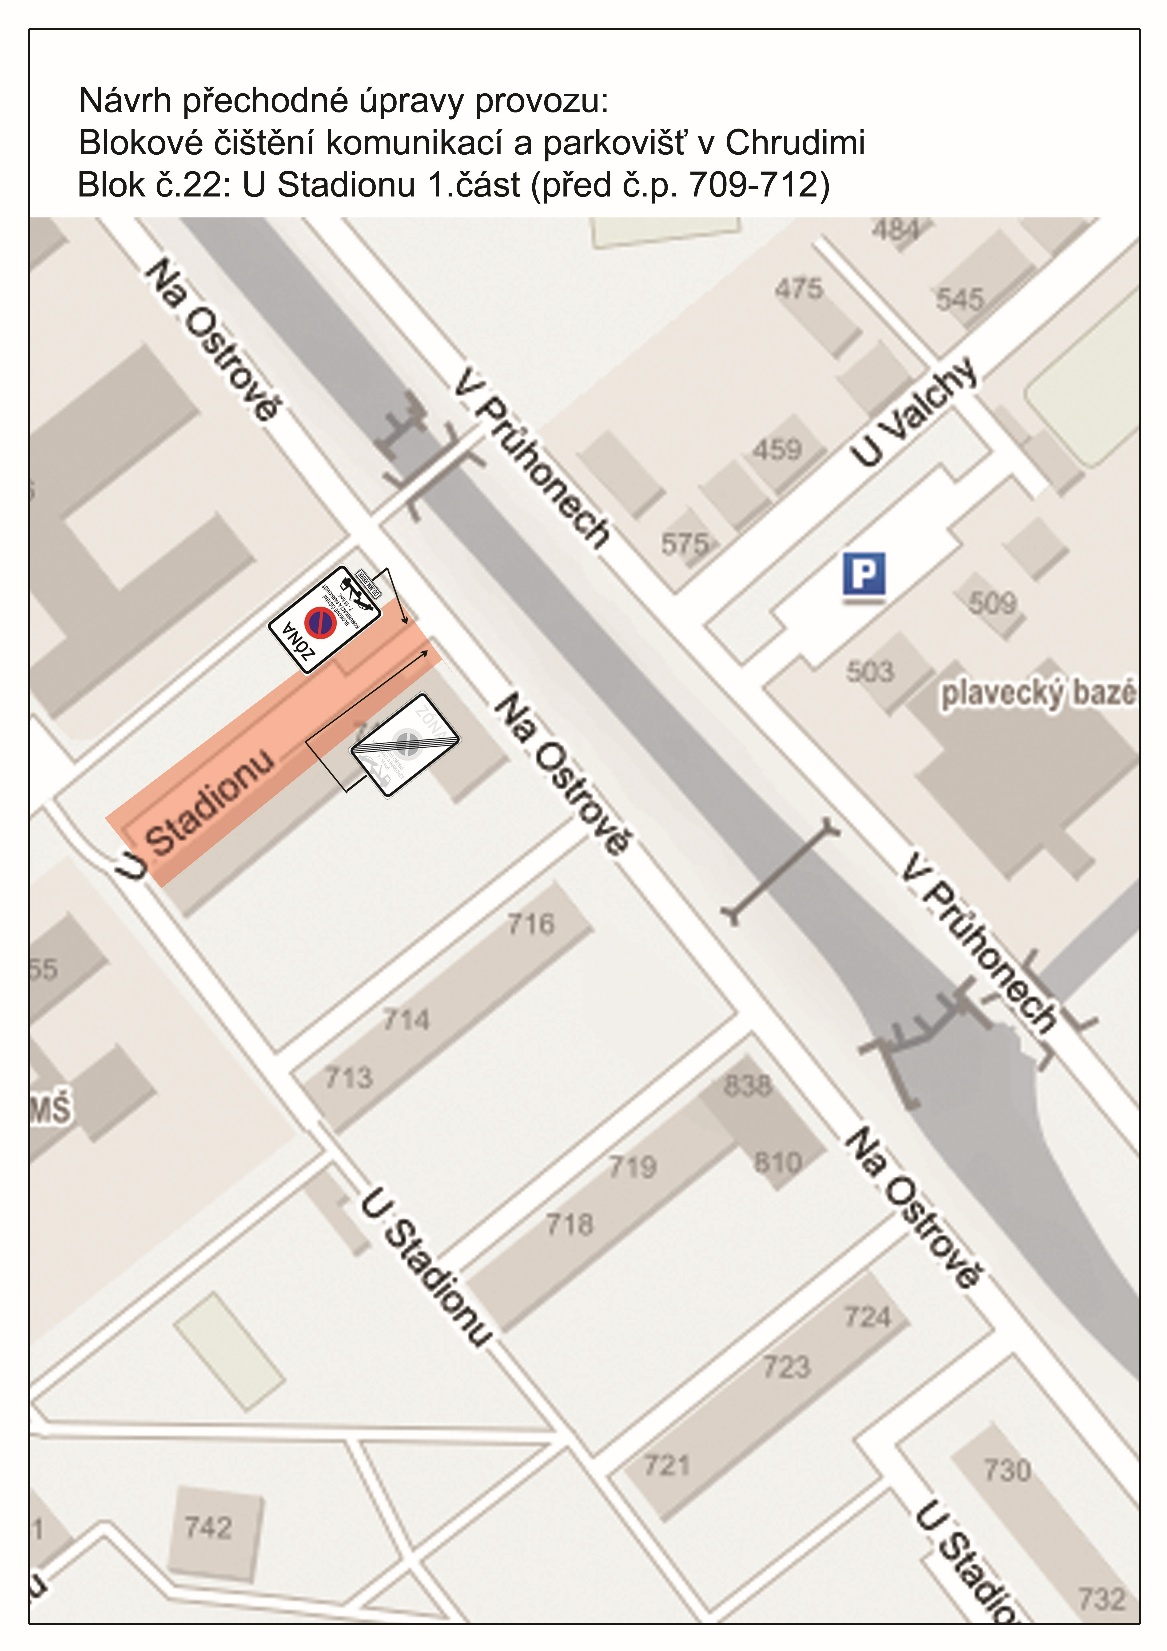 Návrh přechodné úpravy provozu:
Blokové čištění komunikací a parkovišť v Chrudimi
Blok č.22: U Stadionu 1.část (před č.p. 709-712)
484
475
545
Na Ostrově
V Průhonech
U Valchy
459
575
P
509
ZÓNA
503
plavecký bazé
ZÓNA
Na Ostrově
U Stadionu
V Průhonech
716
55
714
713
MŠ
838
719
810
Na Ostrově
718
U Stadionu
724
723
721
730
742
1
U Stadio
732
u